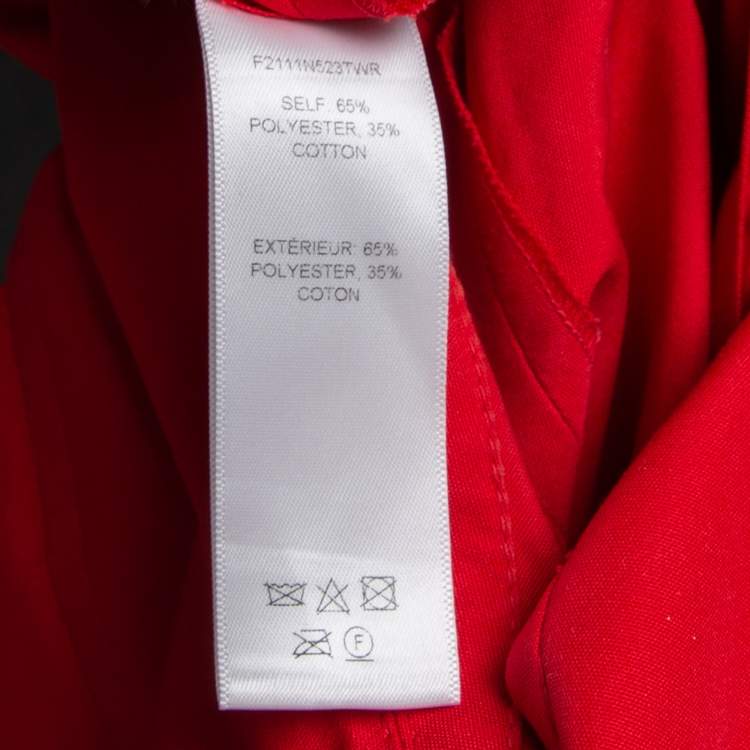 F2111N523TWR
SELF: 65%
POLYESTER, 35%
COTTON
EXTÉRIEUR: 65%
POLYESTER, 35%
COTON
F